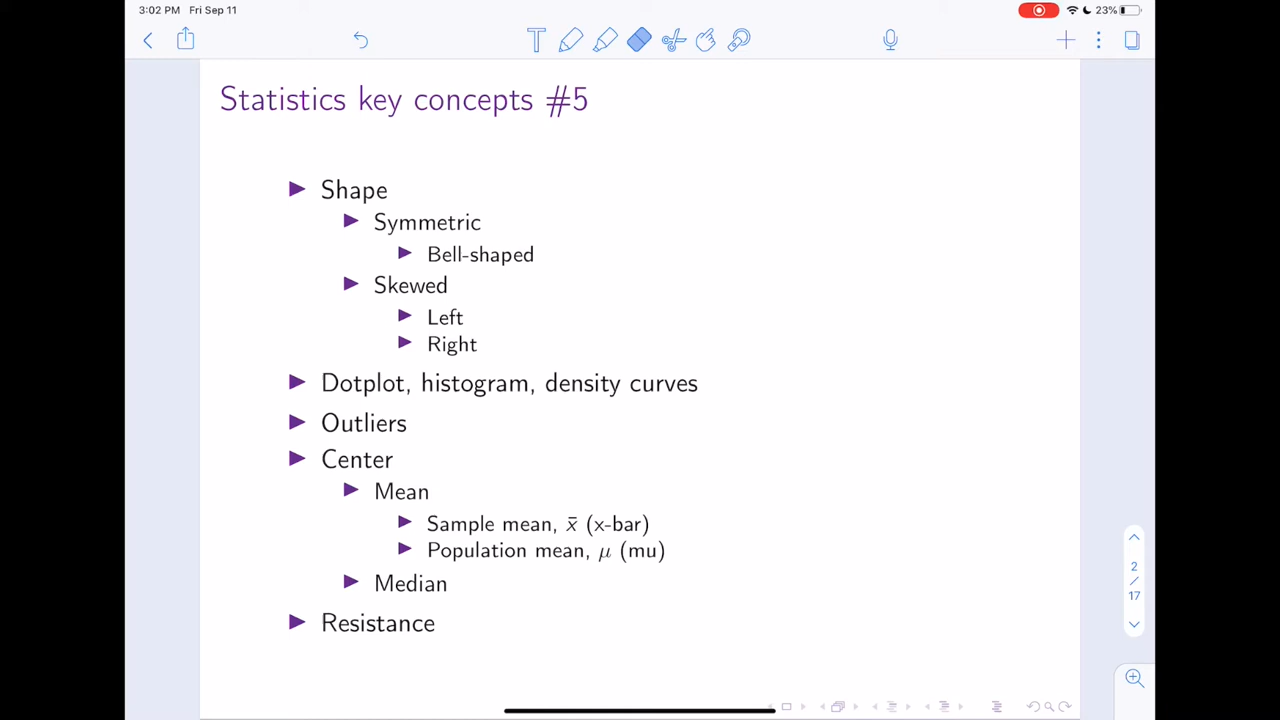 3:02 PM Fri Sep 11
23%
Statistics key concepts #5
Shape
Symmetric
Bell-shaped
Skewed
Left
Right
Dotplot, histogram, density curves
Outliers
Center
Mean
Sample mean, x̄ (x-bar)
Population mean, μ (mu)
Median
Resistance
2
/
17